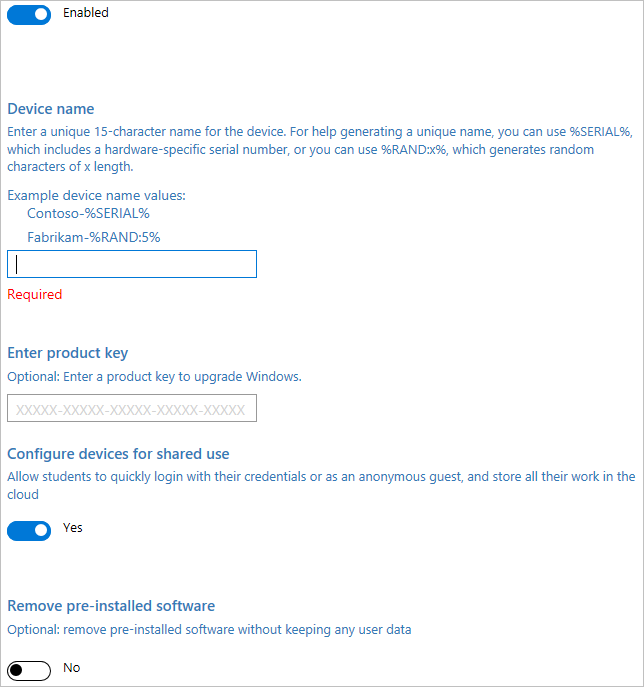 Enabled
Device name
Enter a unique 15-character name for the device. For help generating a unique name, you can use %SERIAL%,
which includes a hardware-specific serial number, or you can use %RAND:x%, which generates random
characters of x length.
Example device name values:
Contoso-%SERIAL%
Fabrikam-%RAND:5%
Required
Enter product key
Optional: Enter a product key to upgrade Windows.
XXXXX-XXXXX-XXXXX-XXXXX-XXXXX
Configure devices for shared use
Allow students to quickly login with their credentials or as an anonymous guest, and store all their work in the
cloud
Yes
Remove pre-installed software
Optional: remove pre-installed software without keeping any user data
No